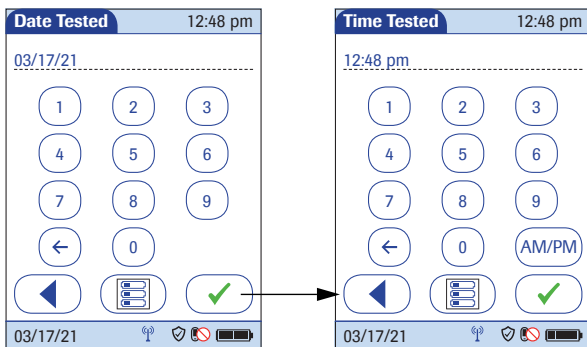 Date Tested 12:48 pm
03/17/21
1 2 3
4 5 6
7 8 9
0
03/17/21
Time Tested 12:48 pm
12:48 pm
1 2 3
4 5 6
7 8 9
0 AM/PM
03/17/21